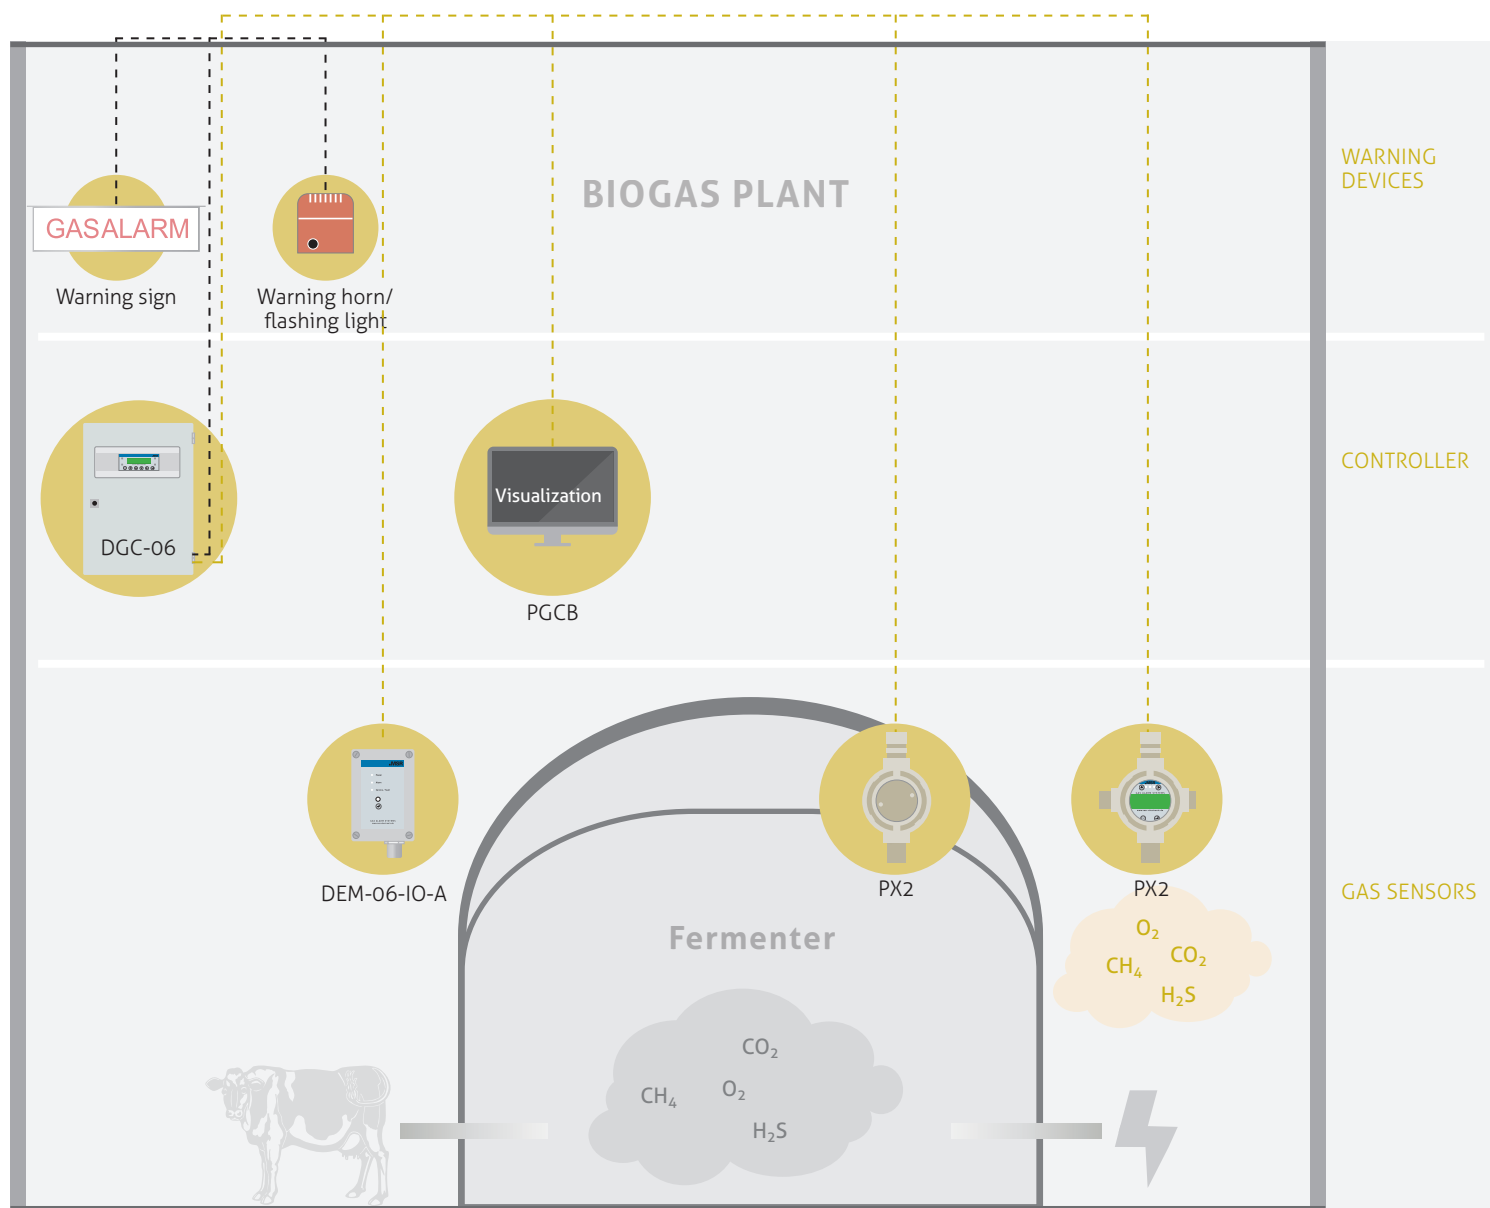 BIOGAS PLANT
WARNING
DEVICES
GASALARM
Warning sign
Warning horn/
flashing light
CONTROLLER
DGC-06
Visualization
PGCB
DEM-06-IO-A
PX2
PX2
GAS SENSORS
O₂
CH₄
CO₂
H₂S
Fermenter
CO₂
CH₄
O₂
H₂S